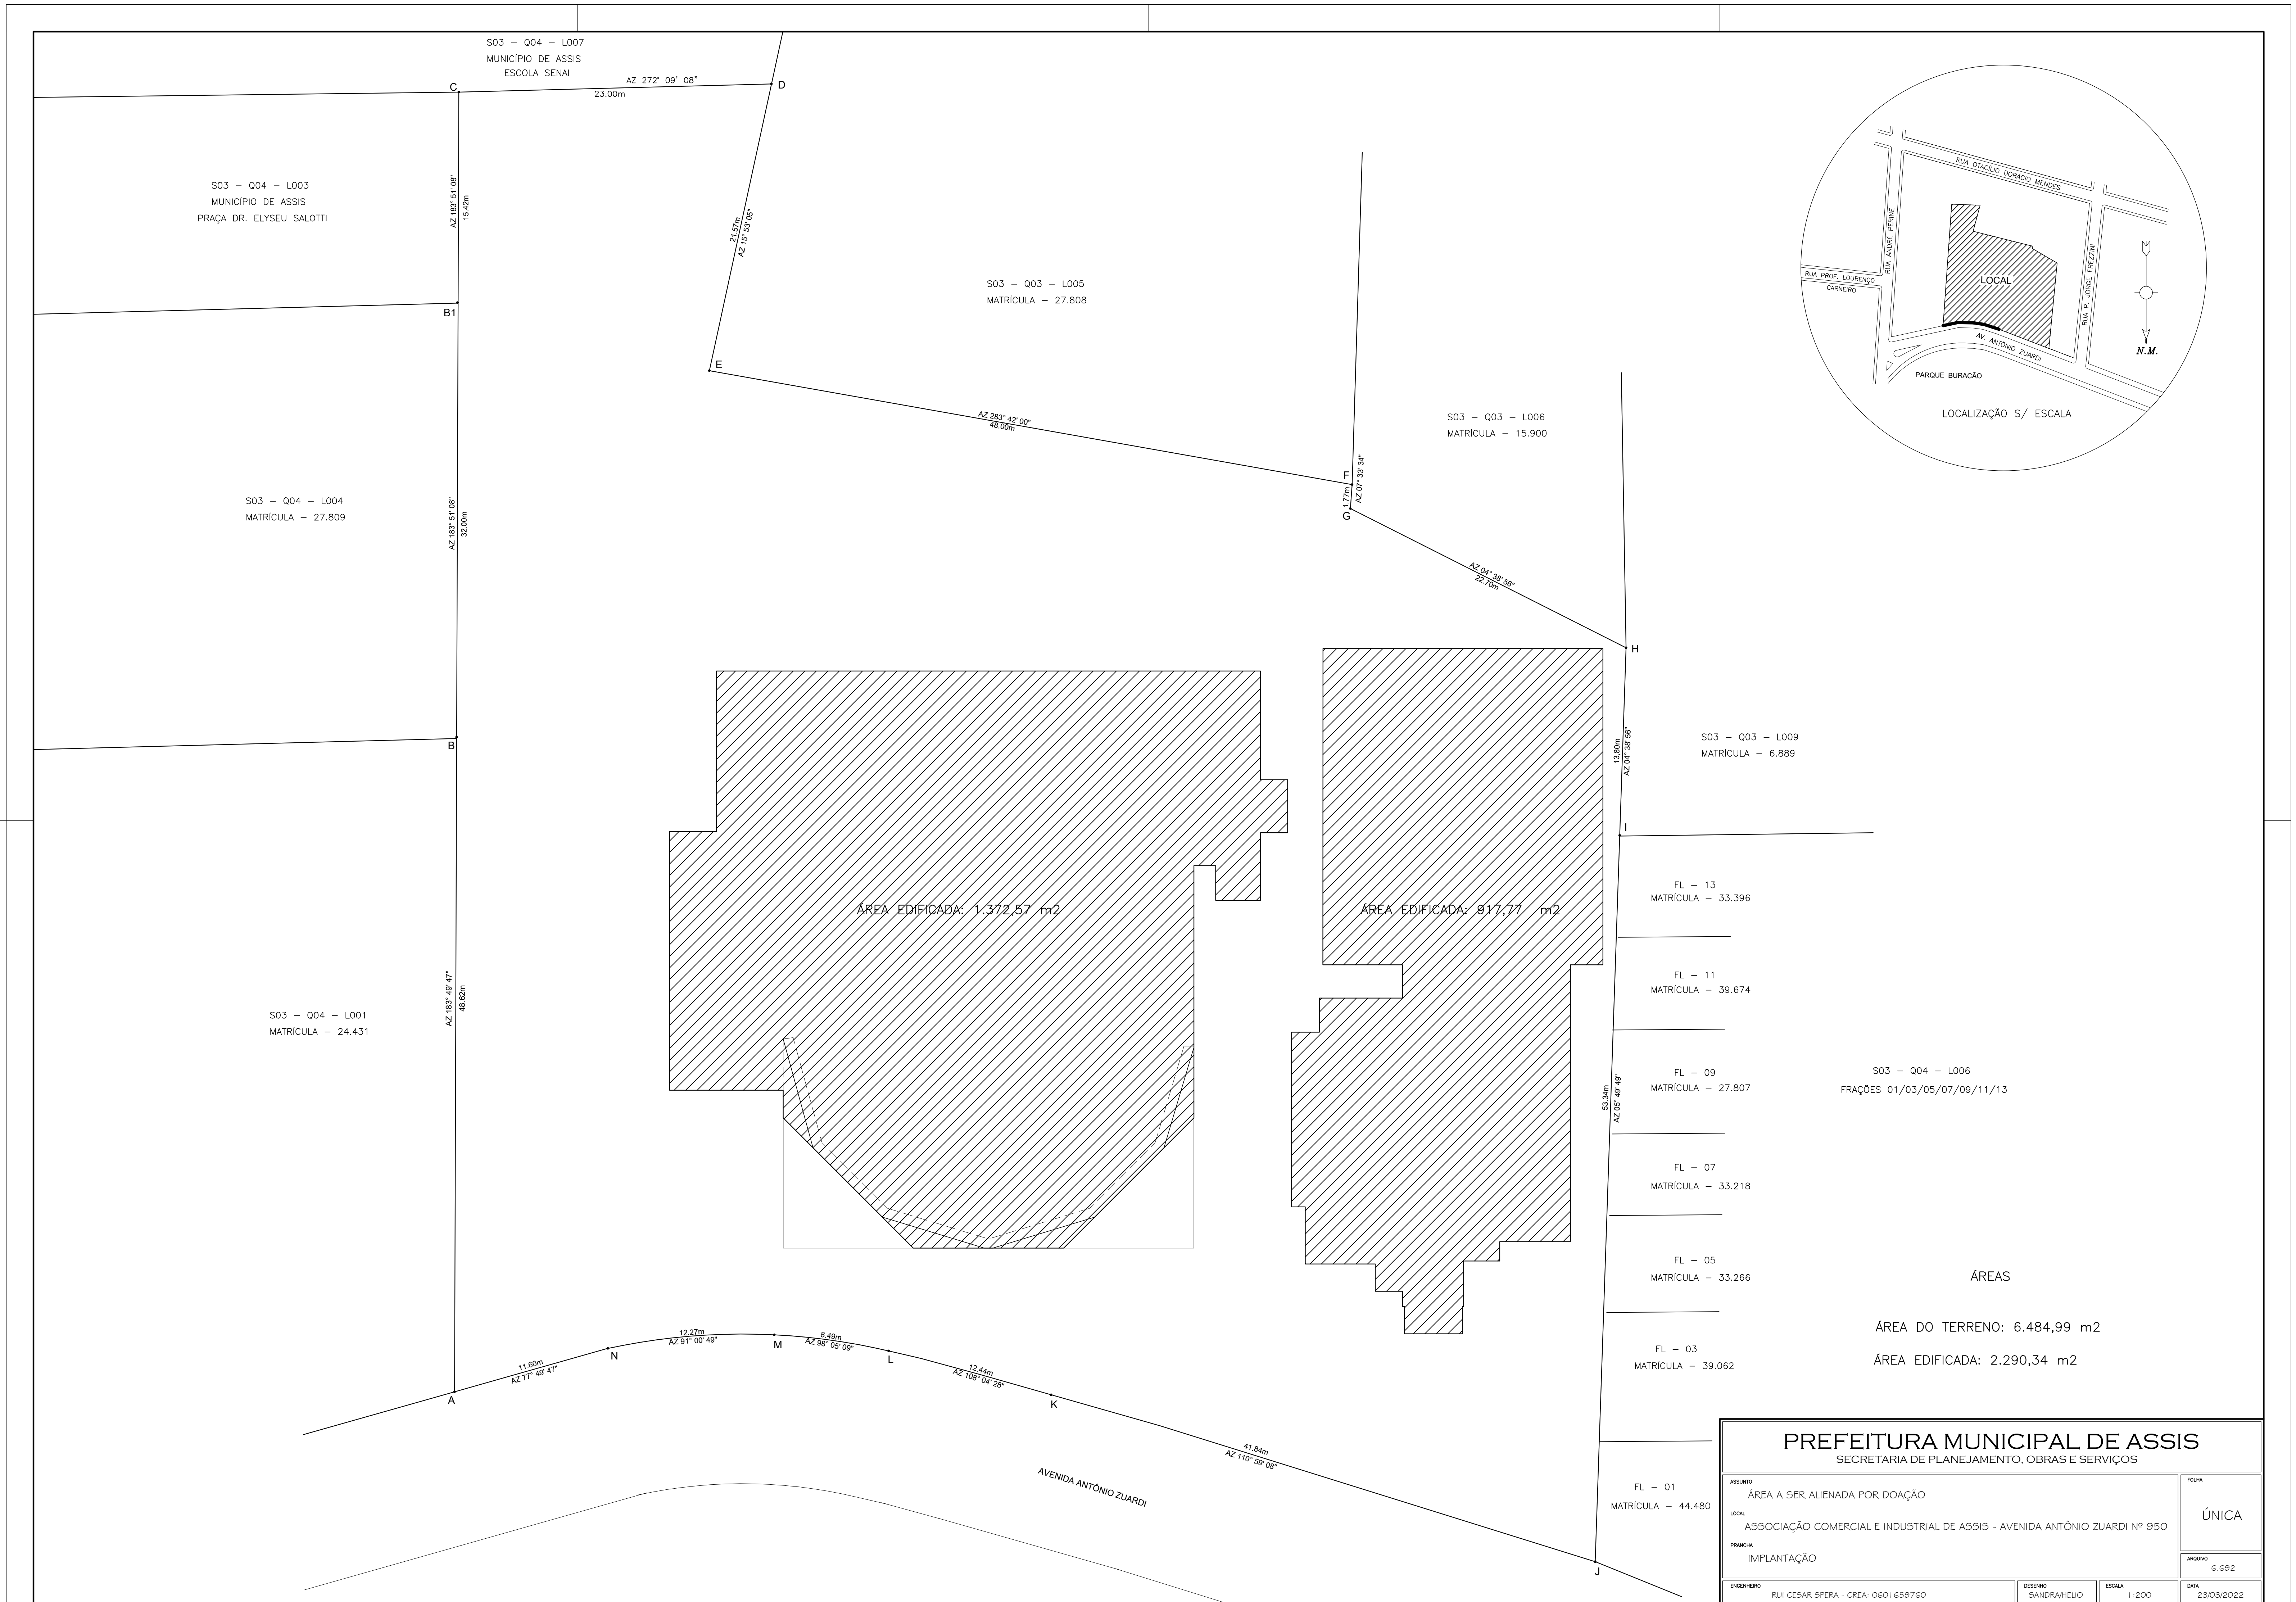 S03 – Q04 – L007
MUNICÍPIO DE ASSIS
ESCOLA SENAI
C
AZ 272° 09' 08"
23.00m
D
S03 – Q04 – L003
MUNICÍPIO DE ASSIS
PRAÇA DR. ELYSEU SALOTTI
AZ 183° 51' 08"
15.42m
B1
21.57m
AZ 15° 53' 05"
E
S03 – Q03 – L005
MATRÍCULA – 27.808
AZ 283° 42' 00"
48.00m
F
1.77m
AZ 07° 33' 34"
G
S03 – Q03 – L006
MATRÍCULA – 15.900
AZ 04° 38' 56"
22.70m
H
RUA OTACÍLIO DORÁCIO MENDES
RUA ANDRÉ PERINE
RUA PROF. LOURENÇO
CARNEIRO
LOCAL
RUA P. JORGE FREZZINI
AV. ANTÔNIO ZUARDI
PARQUE BURACÃO
N.M.
LOCALIZAÇÃO S/ ESCALA
S03 – Q04 – L004
MATRÍCULA – 27.809
AZ 183° 51' 08"
32.00m
B
13.80m
AZ 04° 38' 56"
S03 – Q03 – L009
MATRÍCULA – 6.889
I
ÁREA EDIFICADA: 1.372,57 m2
ÁREA EDIFICADA: 917,77 m2
FL – 13
MATRÍCULA – 33.396
FL – 11
MATRÍCULA – 39.674
S03 – Q04 – L001
MATRÍCULA – 24.431
AZ 183° 49' 47"
48.62m
53.34m
AZ 05° 49' 49"
FL – 09
MATRÍCULA – 27.807
S03 – Q04 – L006
FRAÇÕES 01/03/05/07/09/11/13
FL – 07
MATRÍCULA – 33.218
FL – 05
MATRÍCULA – 33.266
FL – 03
MATRÍCULA – 39.062
FL – 01
MATRÍCULA – 44.480
ÁREAS
ÁREA DO TERRENO: 6.484,99 m2
ÁREA EDIFICADA: 2.290,34 m2
A
11.60m
AZ 77° 49' 47"
N
12.27m
AZ 91° 00' 49"
M
8.49m
AZ 98° 05' 09"
L
12.44m
AZ 108° 04' 28"
K
41.84m
AZ 110° 59' 08"
J
AVENIDA ANTÔNIO ZUARDI
PREFEITURA MUNICIPAL DE ASSIS
SECRETARIA DE PLANEJAMENTO, OBRAS E SERVIÇOS
ASSUNTO
ÁREA A SER ALIENADA POR DOAÇÃO
FOLHA
ÚNICA
LOCAL
ASSOCIAÇÃO COMERCIAL E INDUSTRIAL DE ASSIS - AVENIDA ANTÔNIO ZUARDI Nº 950
PRANCHA
IMPLANTAÇÃO
ARQUIVO
6.692
ENGENHEIRO
RUI CESAR SPERA - CREA: 0601659760
DESENHO
SANDRA/HELIO
ESCALA
1:200
DATA
23/03/2022